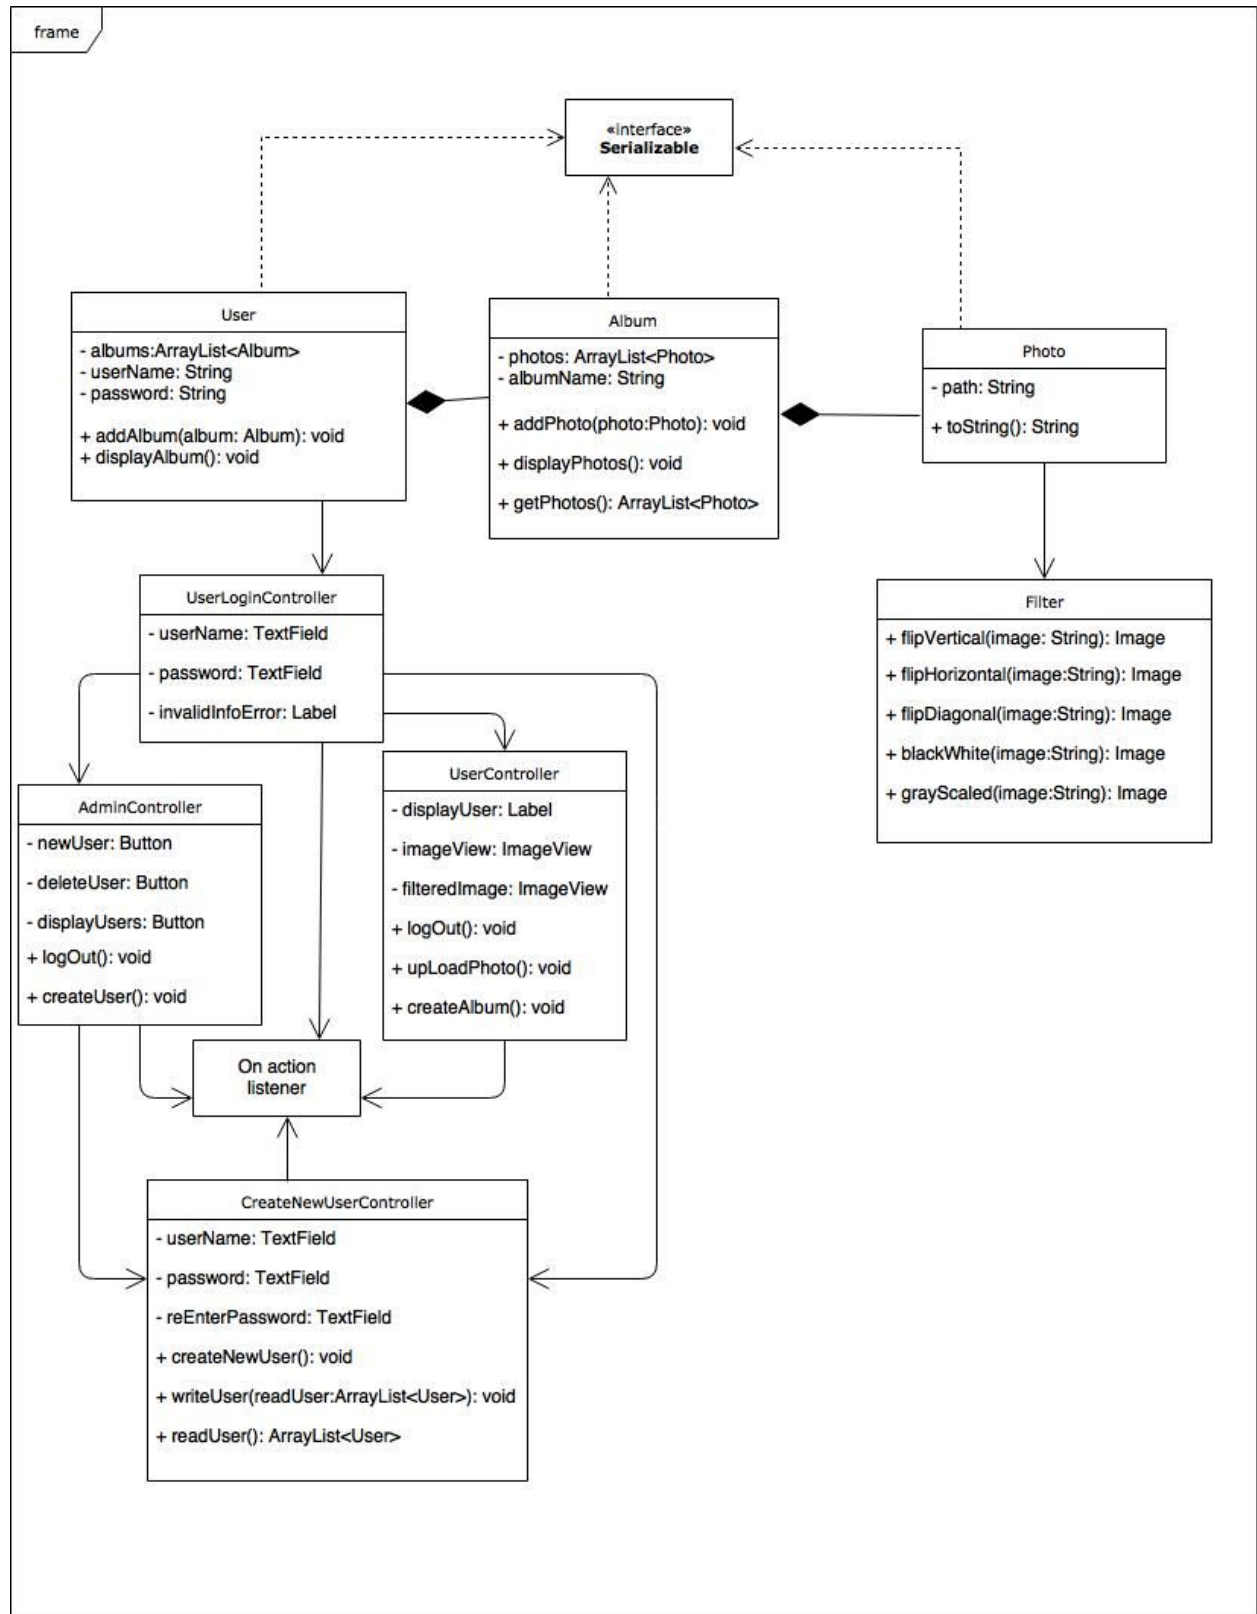 frame
«interface»
Serializable
User
- albums:ArrayList<Album>
- userName: String
- password: String
+ addAlbum(album: Album): void
+ displayAlbum(): void
Album
- photos: ArrayList<Photo>
- albumName: String
+ addPhoto(photo:Photo): void
+ displayPhotos(): void
+ getPhotos(): ArrayList<Photo>
Photo
- path: String
+ toString(): String
UserLoginController
- userName: TextField
- password: TextField
- invalidInfoError: Label
Filter
+ flipVertical(image: String): Image
+ flipHorizontal(image:String): Image
+ flipDiagonal(image:String): Image
+ blackWhite(image:String): Image
+ grayScaled(image:String): Image
AdminController
- newUser: Button
- deleteUser: Button
- displayUsers: Button
+ logOut(): void
+ createUser(): void
UserController
- displayUser: Label
- imageView: ImageView
- filteredImage: ImageView
+ logOut(): void
+ upLoadPhoto(): void
+ createAlbum(): void
On action
listener
CreateNewUserController
- userName: TextField
- password: TextField
- reEnterPassword: TextField
+ createNewUser(): void
+ writeUser(readUser:ArrayList<User>): void
+ readUser(): ArrayList<User>